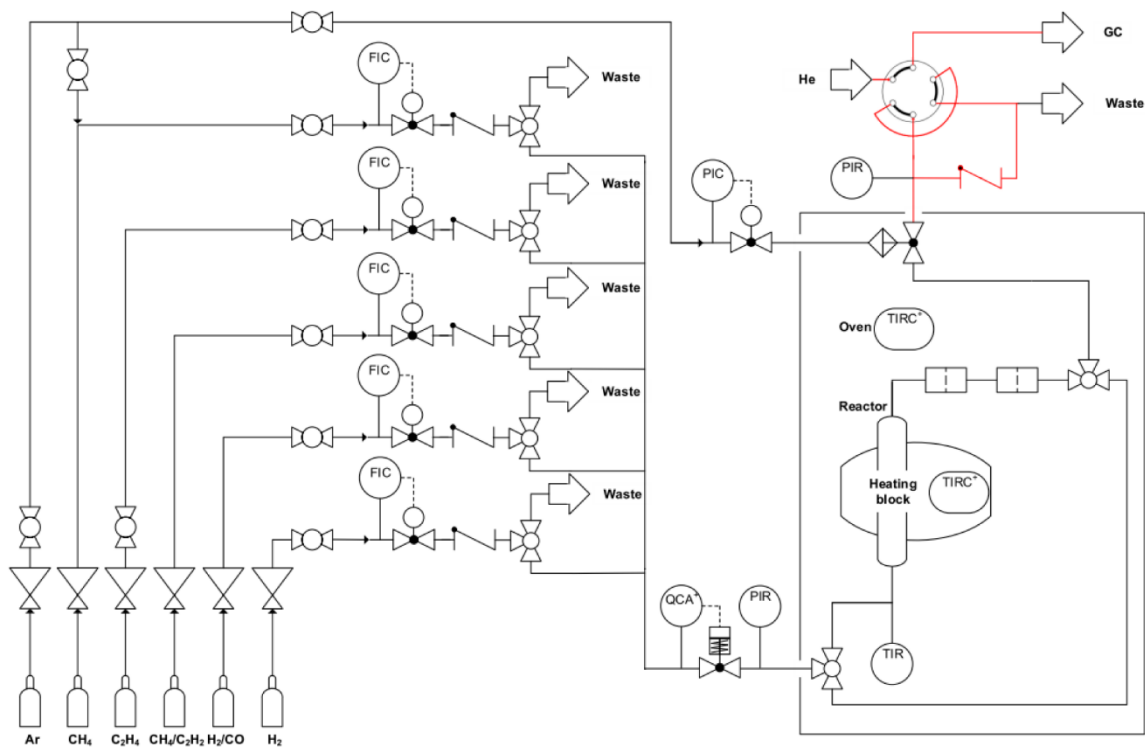 FIC
Waste
GC
He
Waste
FIC
Waste
PIC
PIR
FIC
Waste
Oven
TIRC+
FIC
Waste
Reactor
Heating
block
TIRC+
FIC
Waste
QCA+
PIR
TIR
Ar
CH₄
C₂H₄
CH₄/C₂H₂
H₂/CO
H₂